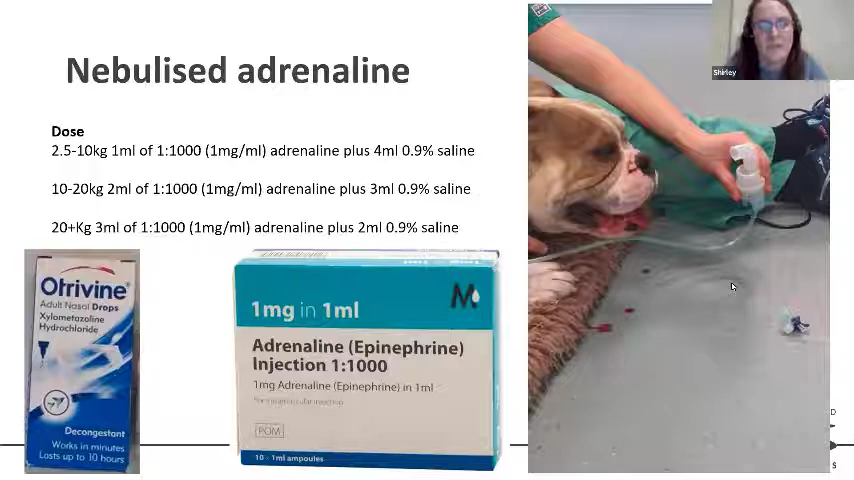 Nebulised adrenaline
Dose
2.5-10kg 1ml of 1:1000 (1mg/ml) adrenaline plus 4ml 0.9% saline
10-20kg 2ml of 1:1000 (1mg/ml) adrenaline plus 3ml 0.9% saline
20+Kg 3ml of 1:1000 (1mg/ml) adrenaline plus 2ml 0.9% saline
Otrivine
Adult Nasal Drops
Xylometazoline
Hydrochloride
Decongestant
Works in minutes
Lasts up to 10 hours
1mg in 1ml
M
Adrenaline (Epinephrine)
Injection 1:1000
1mg Adrenaline (Epinephrine) in 1ml
POM
10 x 1ml ampoules
Shirley
D
S